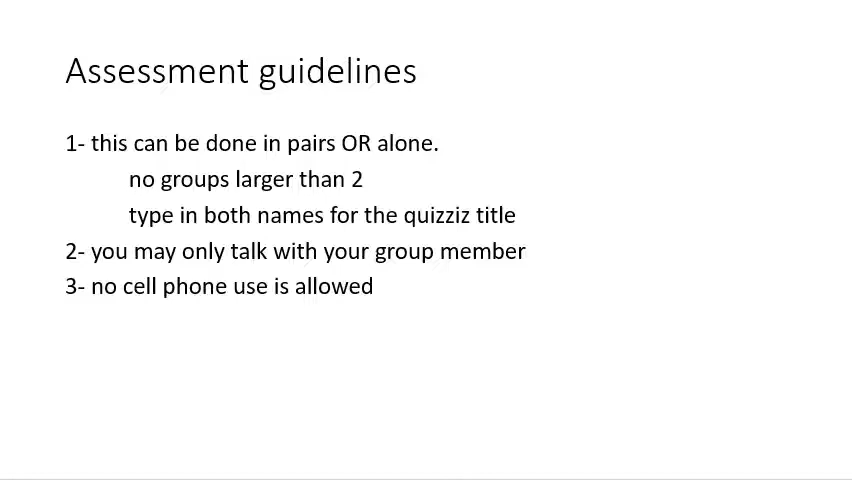 Assessment guidelines
1- this can be done in pairs OR alone.
no groups larger than 2
type in both names for the quizziz title
2- you may only talk with your group member
3- no cell phone use is allowed